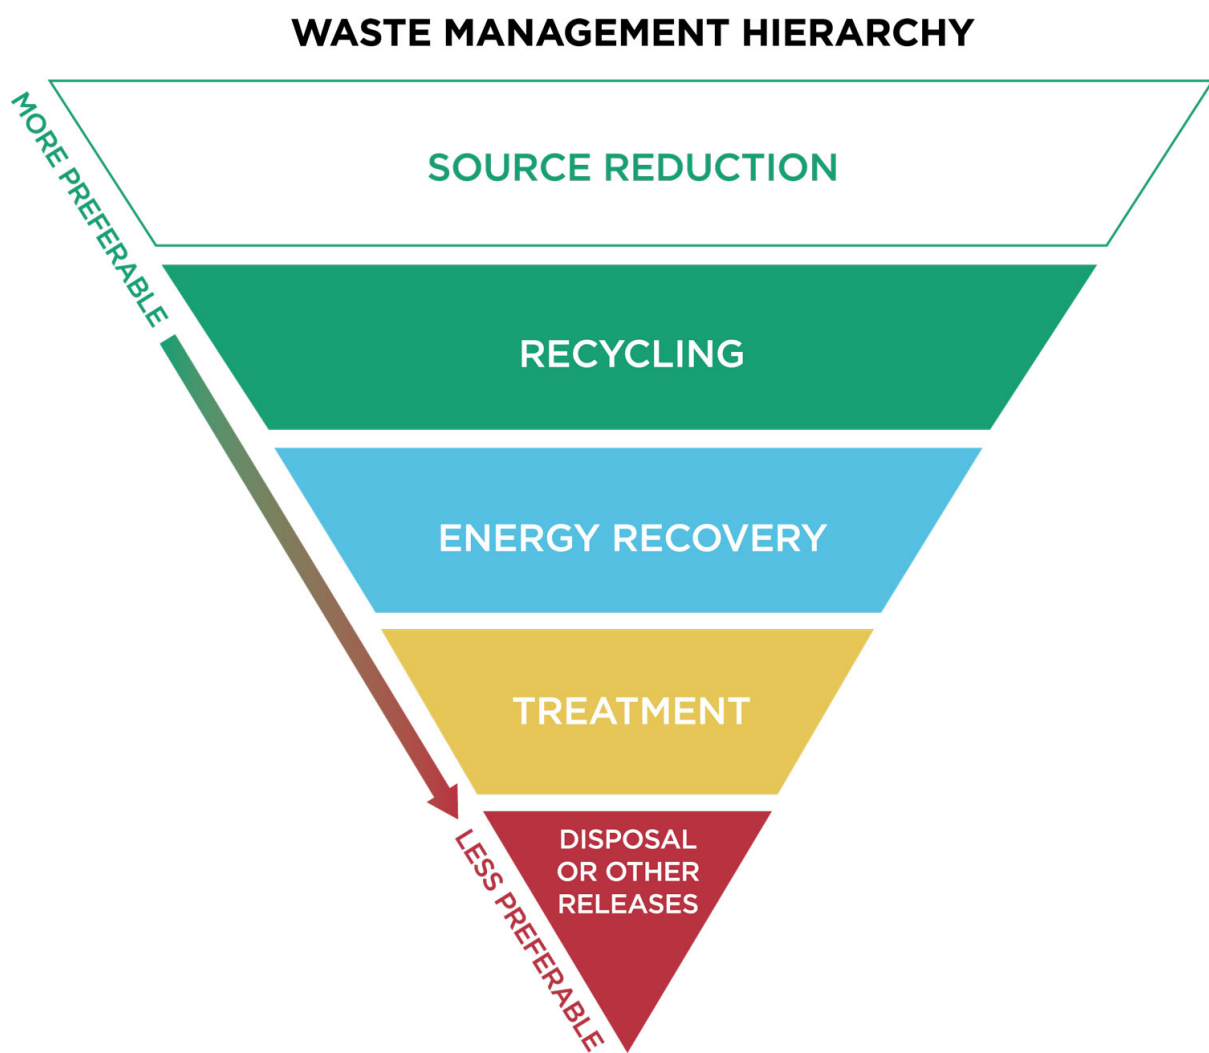 WASTE MANAGEMENT HIERARCHY
MORE PREFERABLE
SOURCE REDUCTION
RECYCLING
ENERGY RECOVERY
TREATMENT
DISPOSAL
OR OTHER
RELEASES
LESS PREFERABLE